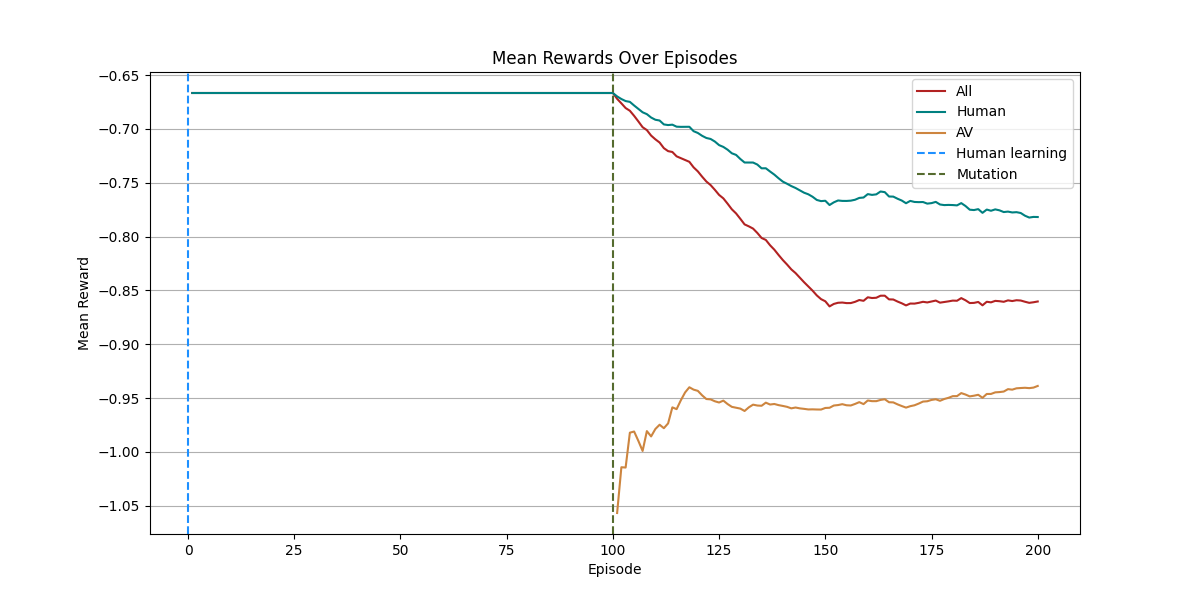 Mean Rewards Over Episodes
Mean Reward
−0.65
−0.70
−0.75
−0.80
−0.85
−0.90
−0.95
−1.00
−1.05
All
Human
AV
Human learning
Mutation
0 25 50 75 100 125 150 175 200
Episode